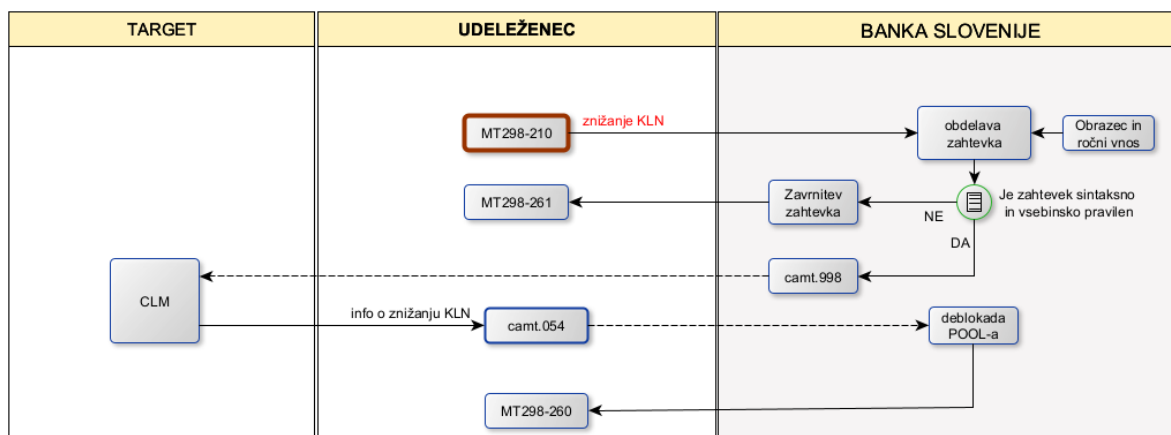 TARGET
UDELEŽENEC
BANKA SLOVENIJE
MT298-210
znižanje KLN
obdelava
zahtevka
Obrazec in
ročni vnos
MT298-261
Zavrnitev
zahtevka
NE
Je zahtevek sintaksno
in vsebinsko pravilen
DA
CLM
camt.998
info o znižanju KLN
camt.054
deblokada
POOL-a
MT298-260